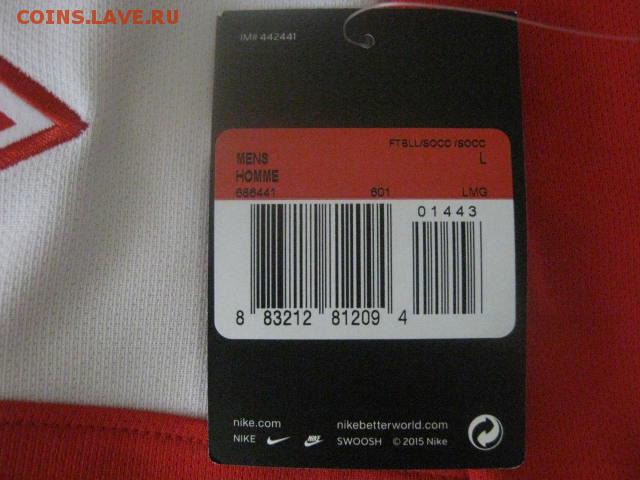 COINS.LAVE.RU
IM# 442441
FTBLL/SOCC /SOCC
MENS L
HOMME
686441 601 LMG
01443
8 83212 81209 4
nike.com nikebetterworld.com
NIKE SWOOSH © 2015 Nike